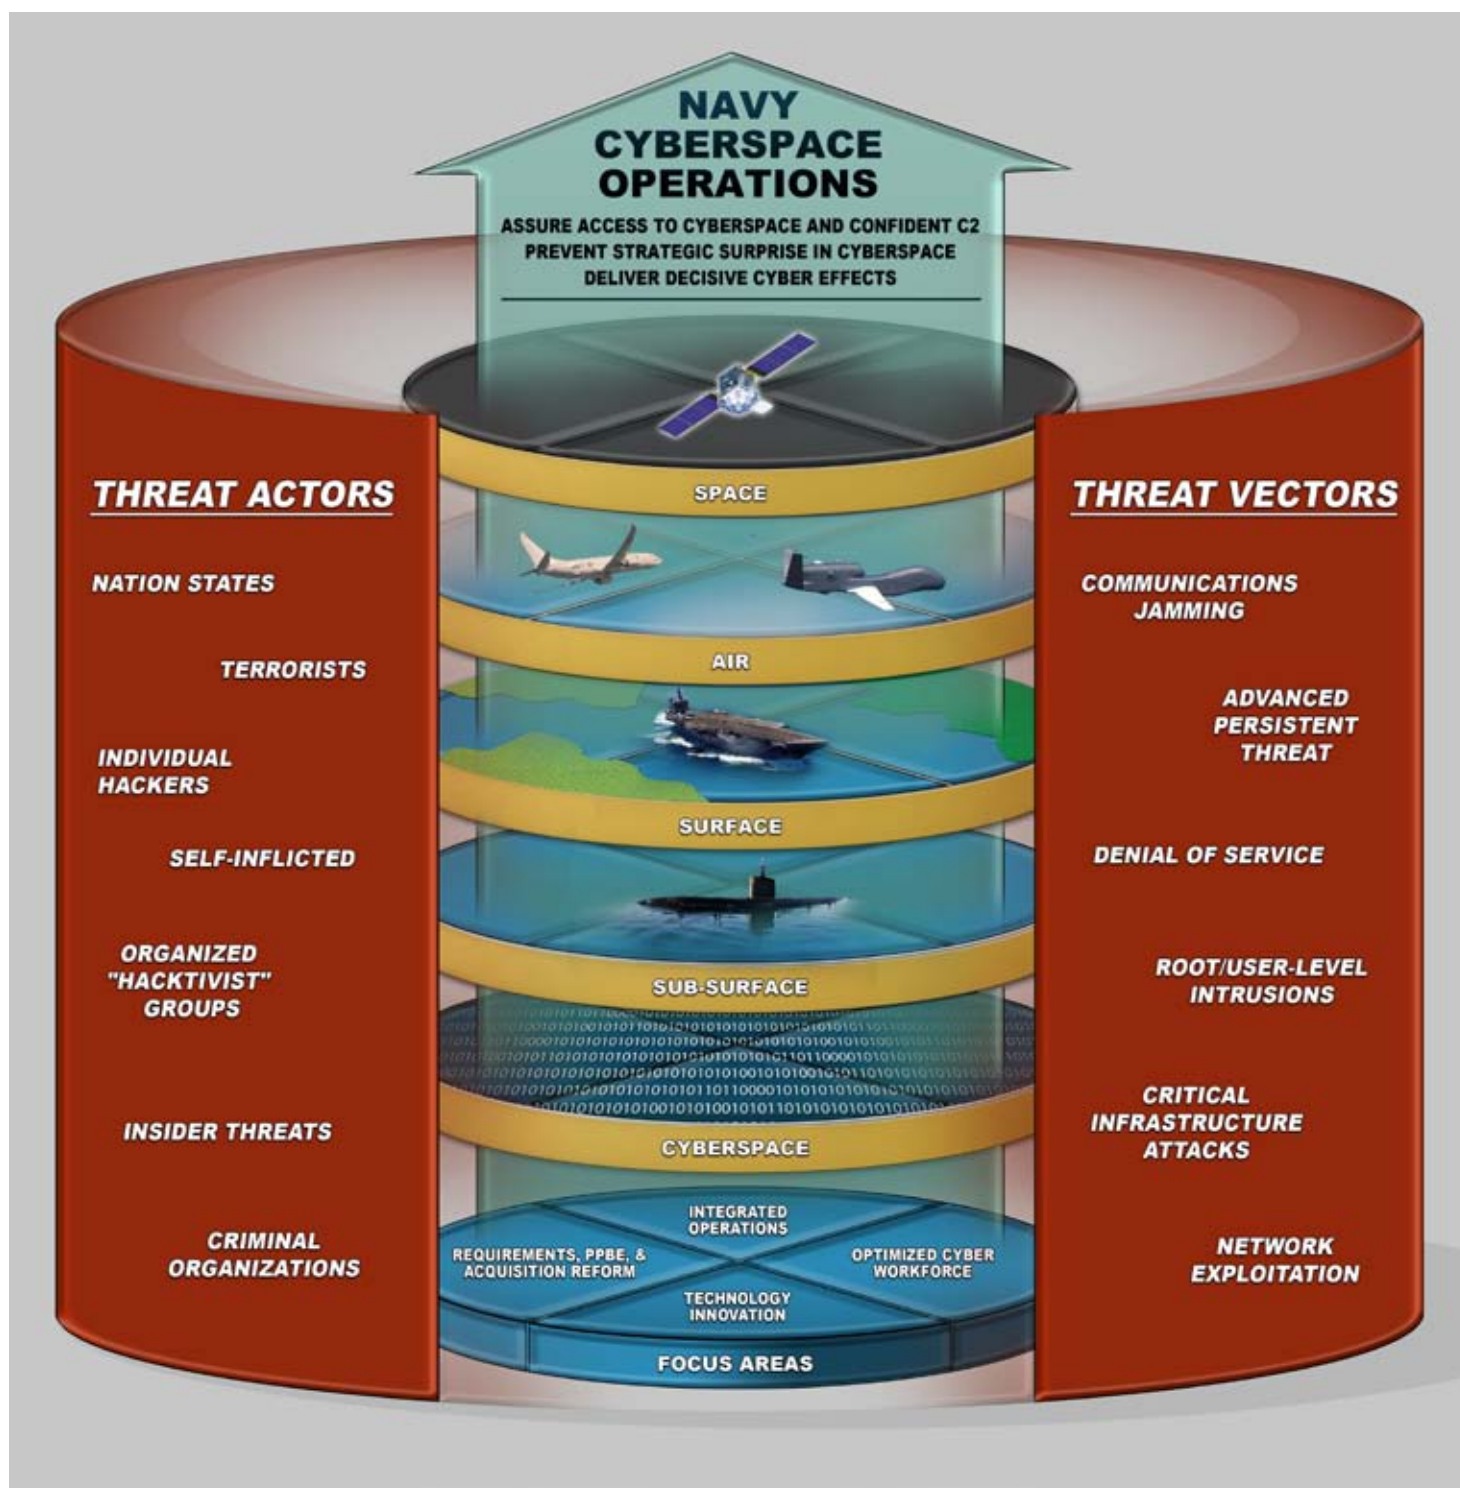 NAVY
CYBERSPACE
OPERATIONS
ASSURE ACCESS TO CYBERSPACE AND CONFIDENT C2
PREVENT STRATEGIC SURPRISE IN CYBERSPACE
DELIVER DECISIVE CYBER EFFECTS
THREAT ACTORS
NATION STATES
TERRORISTS
INDIVIDUAL
HACKERS
SELF-INFLICTED
ORGANIZED
"HACKTIVIST"
GROUPS
INSIDER THREATS
CRIMINAL
ORGANIZATIONS
SPACE
AIR
SURFACE
SUB-SURFACE
CYBERSPACE
INTEGRATED
OPERATIONS
REQUIREMENTS, PPBE, &
ACQUISITION REFORM
OPTIMIZED CYBER
WORKFORCE
TECHNOLOGY
INNOVATION
FOCUS AREAS
THREAT VECTORS
COMMUNICATIONS
JAMMING
ADVANCED
PERSISTENT
THREAT
DENIAL OF SERVICE
ROOT/USER-LEVEL
INTRUSIONS
CRITICAL
INFRASTRUCTURE
ATTACKS
NETWORK
EXPLOITATION